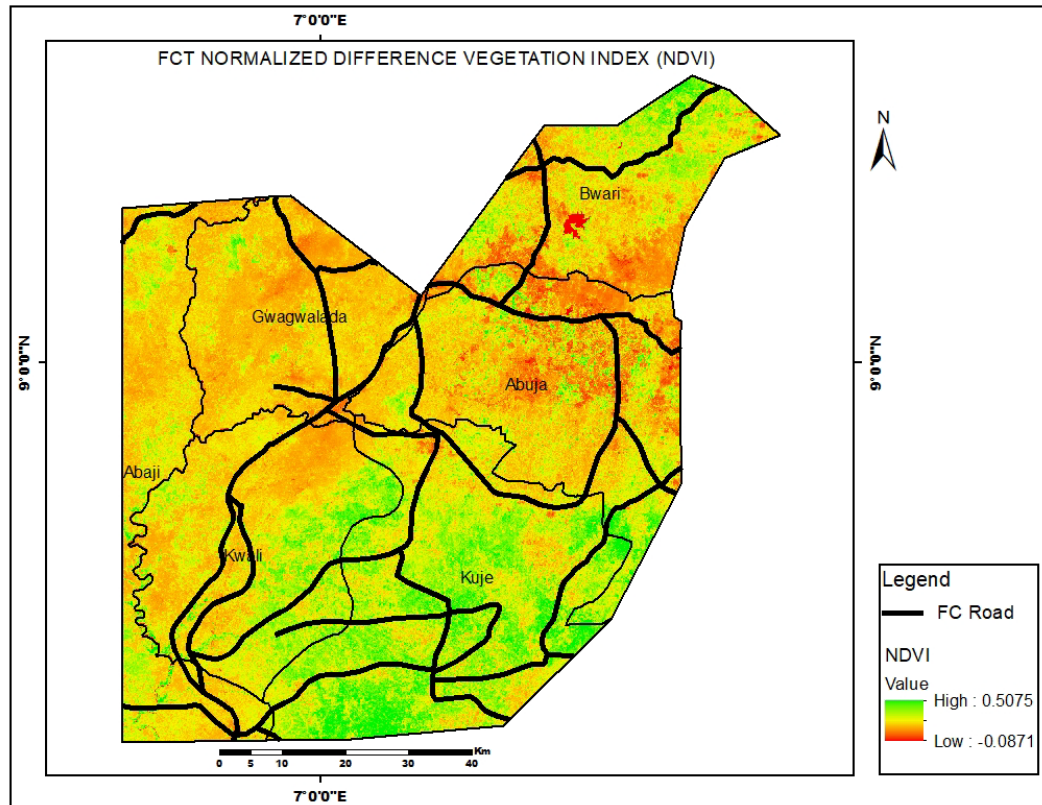 7°0'0"E
FCT NORMALIZED DIFFERENCE VEGETATION INDEX (NDVI)
N
Bwari
Gwagwalada
9°0'0"N
9°0'0"N
Abuja
Abaji
Kwali
Kuje
Legend
FC Road
NDVI
Value
High : 0.5075
Low : -0.0871
Km
0 5 10 20 30 40
7°0'0"E